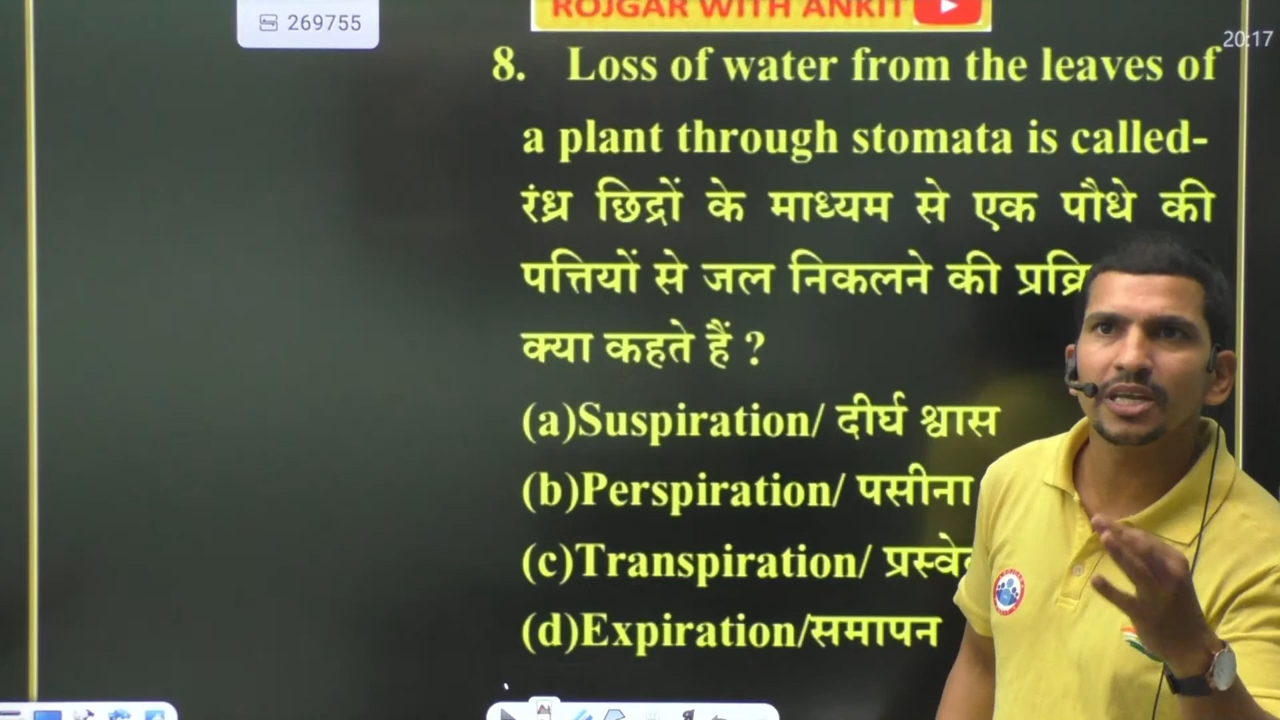 ROJGAR WITH ANKIT
269755
20:17
8. Loss of water from the leaves of
a plant through stomata is called-
रंध्र छिद्रों के माध्यम से एक पौधे की
पत्तियों से जल निकलने की
क्या कहते हैं ?
(a)Suspiration/ दीर्घ श्वास
(b)Perspiration/ पसीना
(c)Transpiration/
(d)Expiration/समापन